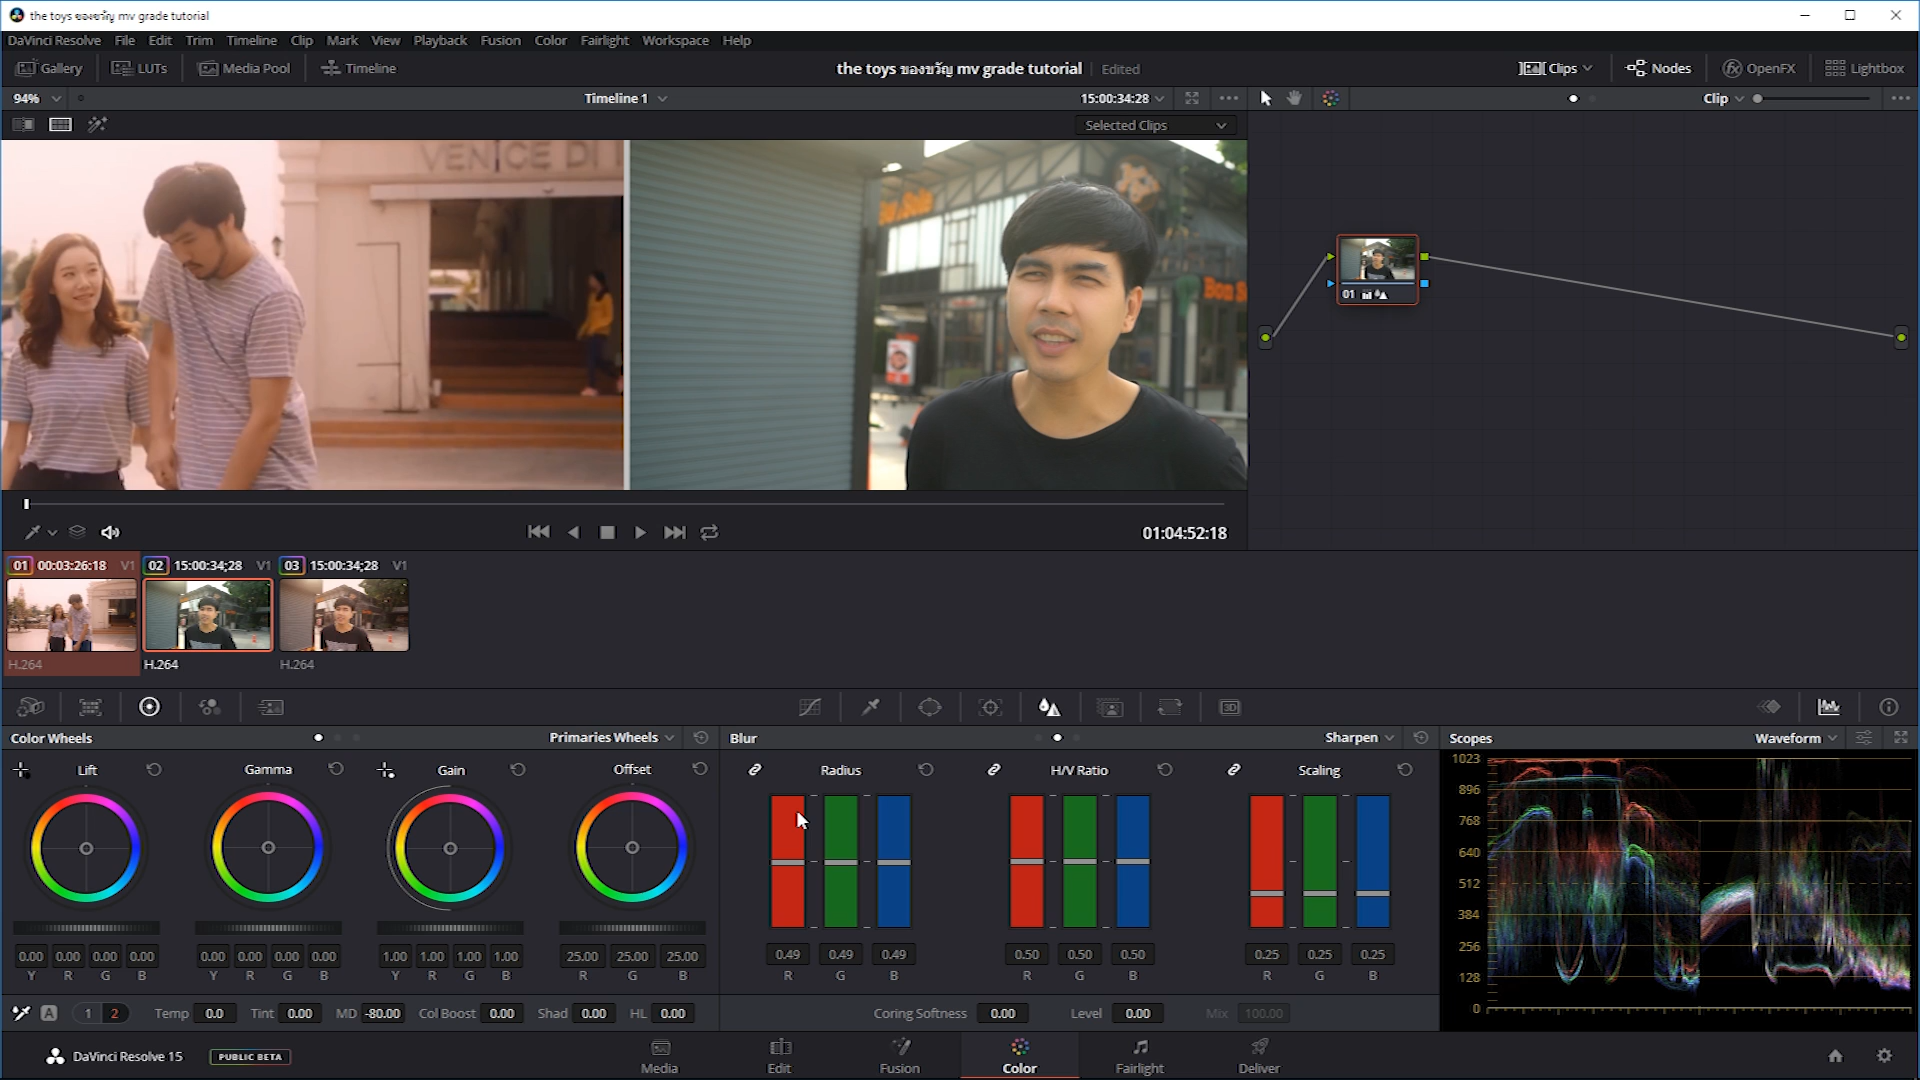 the toys ของขวัญ mv grade tutorial
DaVinci Resolve File Edit Trim Timeline Clip Mark View Playback Fusion Color Fairlight Workspace Help
Gallery LUTs Media Pool Timeline the toys ของขวัญ mv grade tutorial Edited Clips Nodes OpenFX Lightbox
94% Timeline 1 15:00:34:28 Clip
Selected Clips
VENICE DI
01
01:04:52:18
01 00:03:26:18 V1 02 15:00:34;28 V1 03 15:00:34;28 V1
H.264 H.264 H.264
Color Wheels Primaries Wheels Blur Sharpen Scopes Waveform
Lift Gamma Gain Offset Radius H/V Ratio Scaling
1023
896
768
640
512
384
256
128
0
0.00 0.00 0.00 0.00 0.00 0.00 0.00 0.00 1.00 1.00 1.00 1.00 25.00 25.00 25.00 0.49 0.49 0.49 0.50 0.50 0.50 0.25 0.25 0.25
Y R G B Y R G B Y R G B R G B R G B R G B R G B
A 1 2 Temp 0.0 Tint 0.00 MD -80.00 Col Boost 0.00 Shad 0.00 HL 0.00 Coring Softness 0.00 Level 0.00 Mix 100.00
DaVinci Resolve 15 PUBLIC BETA Media Edit Fusion Color Fairlight Deliver